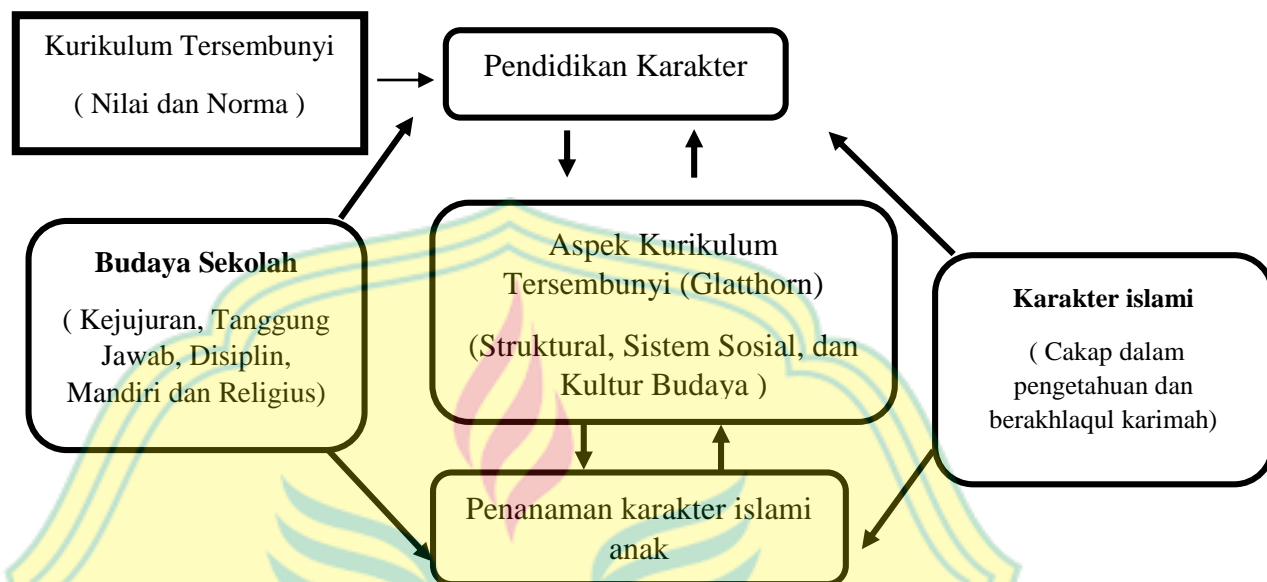 Kurikulum Tersembunyi
( Nilai dan Norma )
Pendidikan Karakter
Budaya Sekolah
( Kejujuran, Tanggung
Jawab, Disiplin,
Mandiri dan Religius)
Aspek Kurikulum
Tersembunyi (Glatthorn)
(Struktural, Sistem Sosial, dan
Kultur Budaya )
Karakter islami
( Cakap dalam
pengetahuan dan
berakhlaqul karimah)
Penanaman karakter islami
anak